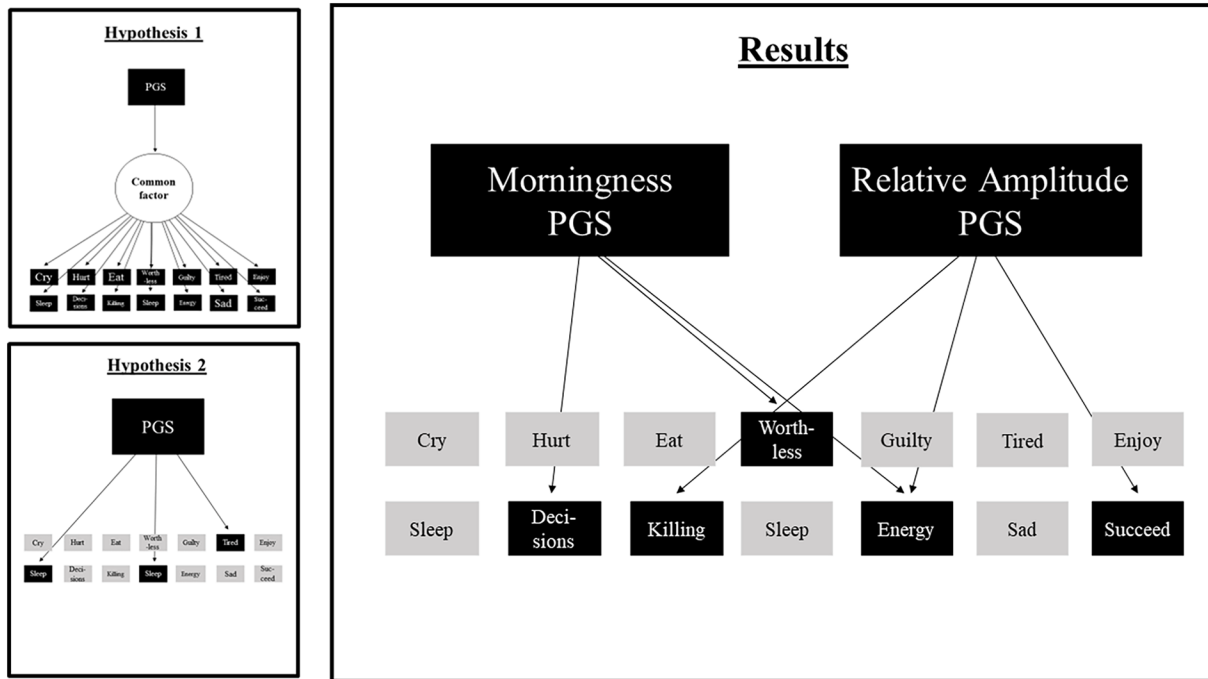 Hypothesis 1
PGS
Common
factor
Cry
Hurt
Eat
Worth
-less
Guilty
Tired
Enjoy
Sleep
Deci-
sions
Killing
Sleep
Energy
Sad
Suc-
ceed
Hypothesis 2
PGS
Cry
Hurt
Eat
Worth
-less
Guilty
Tired
Enjoy
Sleep
Deci-
sions
Killing
Sleep
Energy
Sad
Suc-
ceed
Results
Morningness
PGS
Relative Amplitude
PGS
Cry
Hurt
Eat
Worth-
less
Guilty
Tired
Enjoy
Sleep
Deci-
sions
Killing
Sleep
Energy
Sad
Succeed